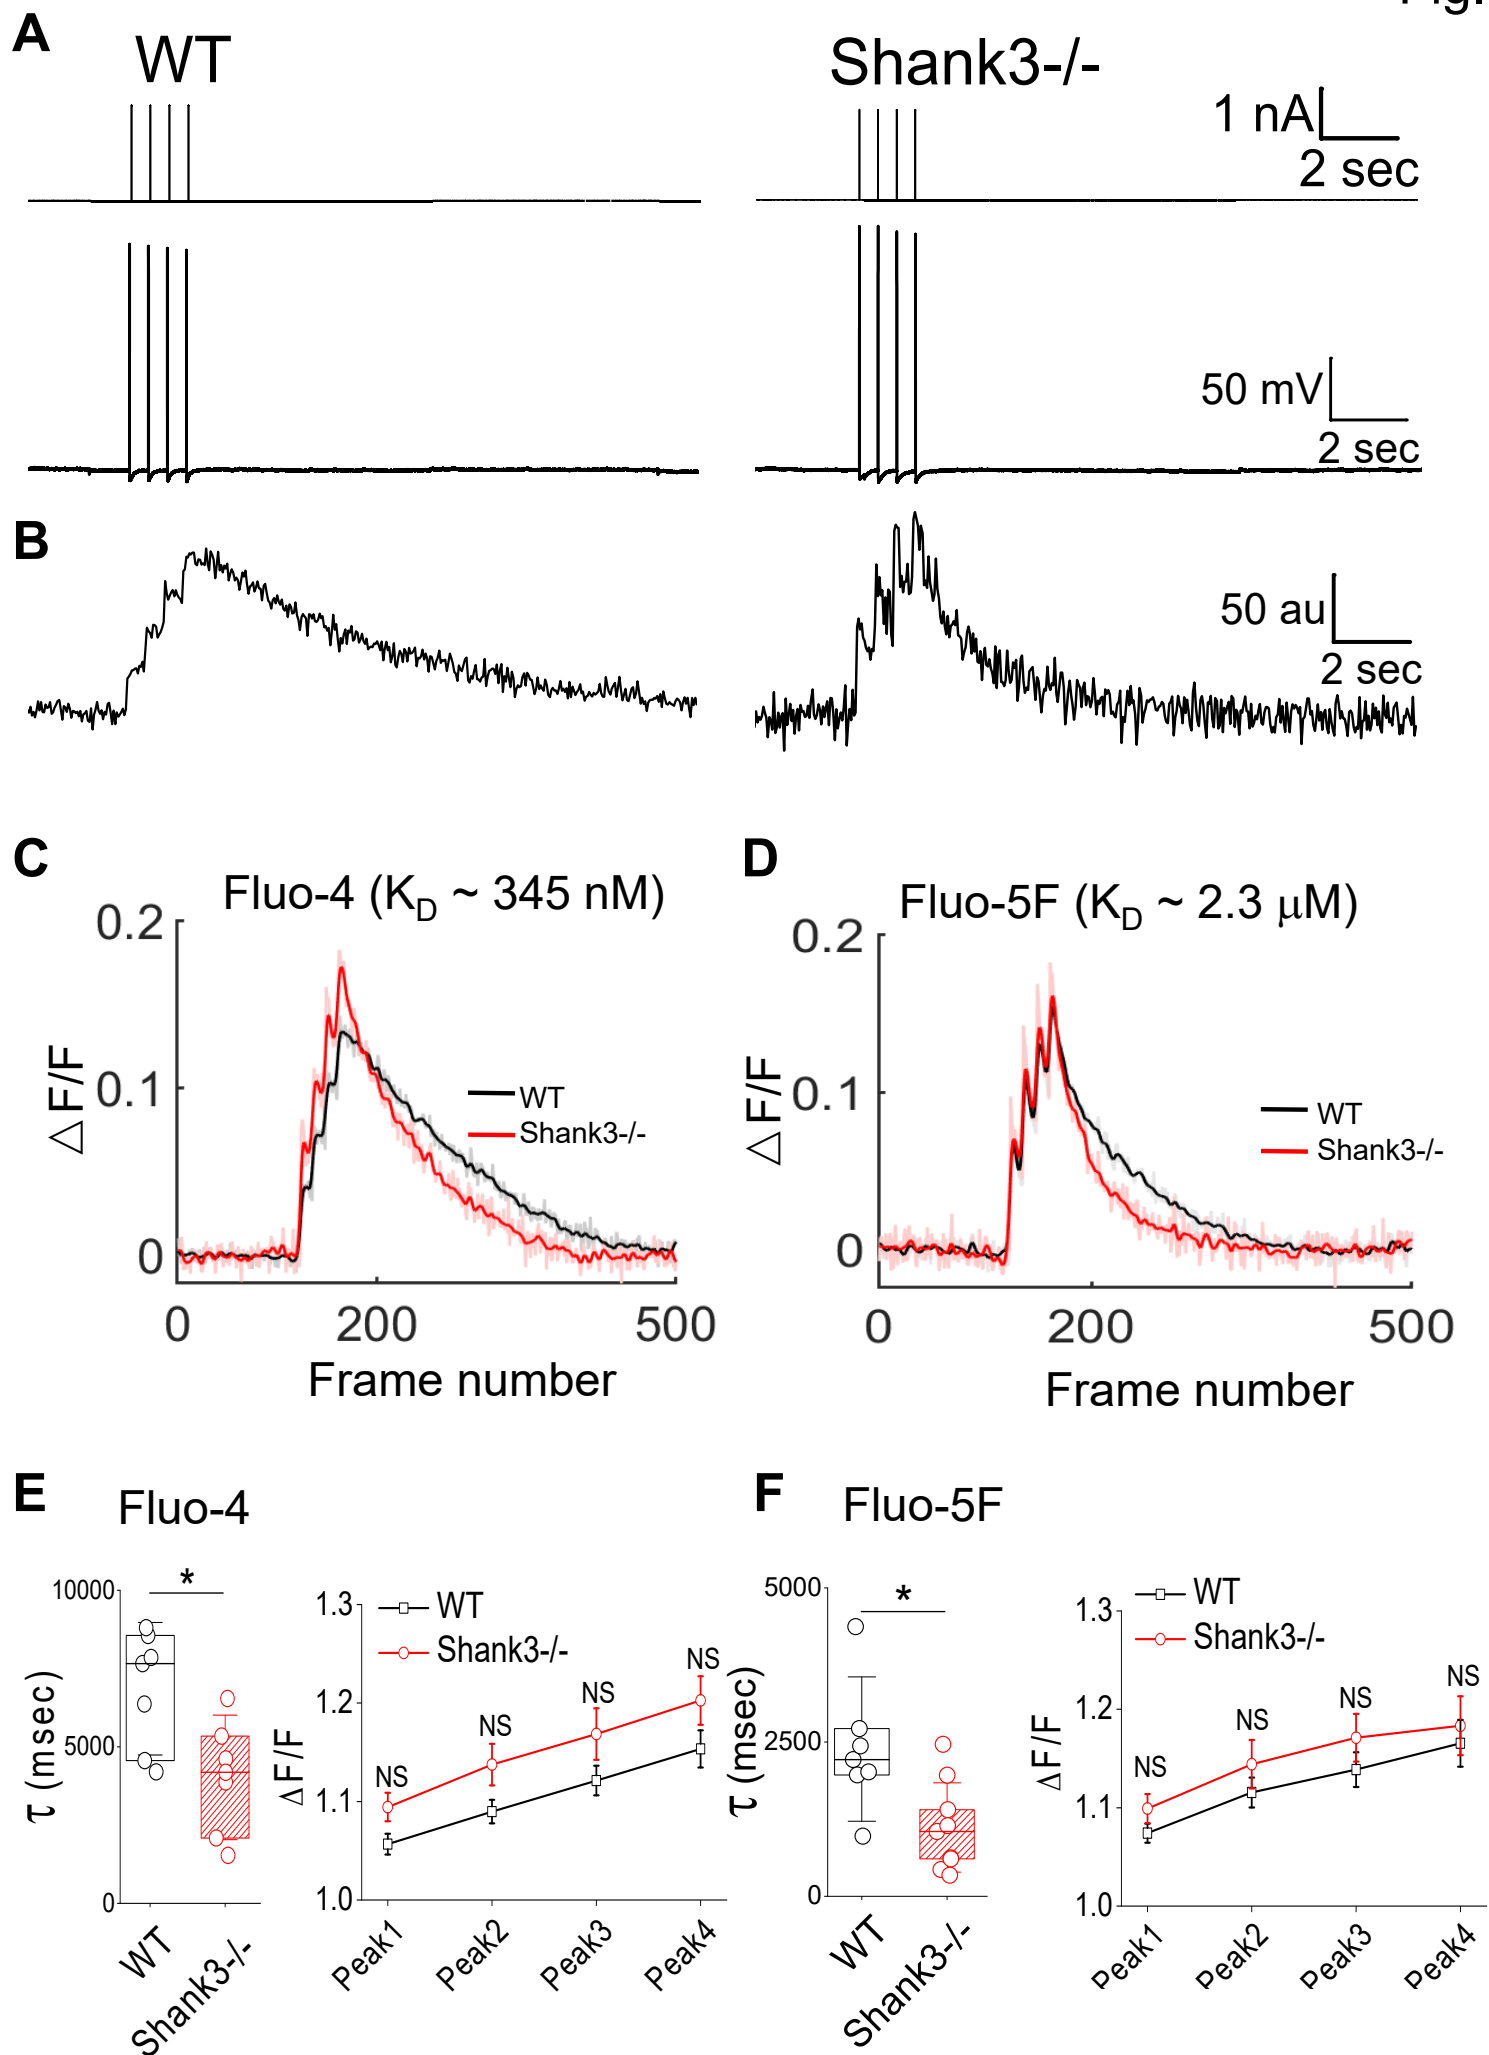 Fig.
A
WT
Shank3-/-
1 nA
2 sec
50 mV
2 sec
B
50 au
2 sec
C
Fluo-4 (KD ~ 345 nM)
0.2
0.1
0
△F/F
WT
Shank3-/-
0
200
500
Frame number
D
Fluo-5F (KD ~ 2.3 μM)
0.2
0.1
0
△F/F
WT
Shank3-/-
0
200
500
Frame number
E
Fluo-4
10000
5000
0
τ (msec)
*
WT
Shank3-/-
1.3
1.2
1.1
1.0
△F/F
WT
Shank3-/-
NS
NS
NS
NS
Peak1
Peak2
Peak3
Peak4
F
Fluo-5F
5000
2500
0
τ (msec)
*
WT
Shank3-/-
1.3
1.2
1.1
1.0
△F/F
WT
Shank3-/-
NS
NS
NS
NS
Peak1
Peak2
Peak3
Peak4